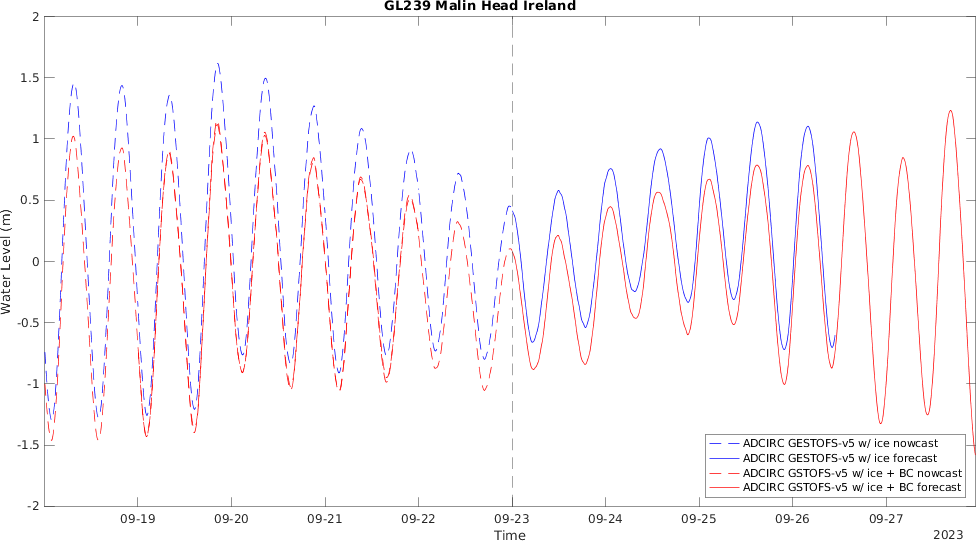 GL239 Malin Head Ireland
2
1.5
1
0.5
0
-0.5
-1
-1.5
-2
Water Level (m)
ADCIRC GESTOFS-v5 w/ ice nowcast
ADCIRC GESTOFS-v5 w/ ice forecast
ADCIRC GSTOFS-v5 w/ ice + BC nowcast
ADCIRC GSTOFS-v5 w/ ice + BC forecast
09-19 09-20 09-21 09-22 09-23 09-24 09-25 09-26 09-27
Time
2023